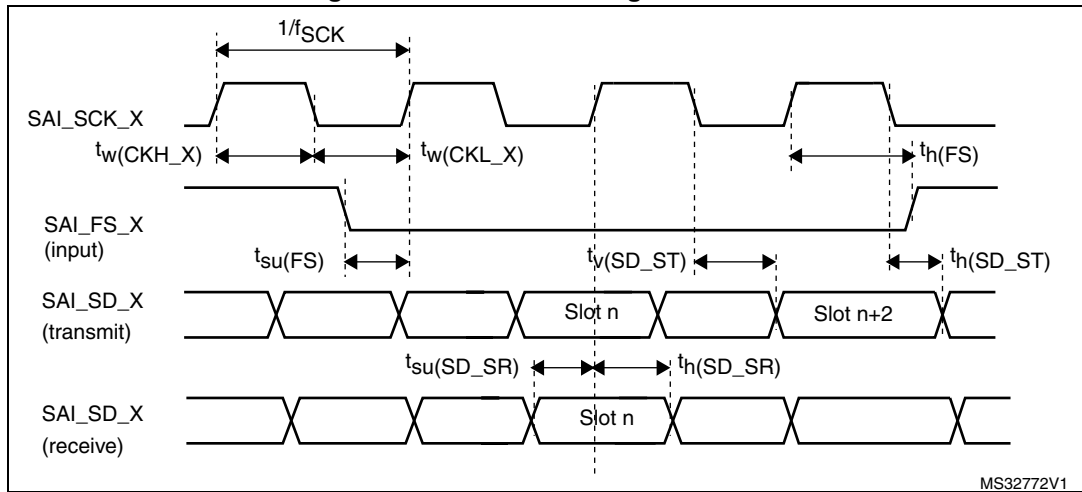 1/fSCK
SAI_SCK_X
tw(CKH_X)
tw(CKL_X)
th(FS)
SAI_FS_X
(input)
tsu(FS)
tv(SD_ST)
th(SD_ST)
SAI_SD_X
(transmit)
Slot n
Slot n+2
tsu(SD_SR)
th(SD_SR)
SAI_SD_X
(receive)
Slot n
MS32772V1